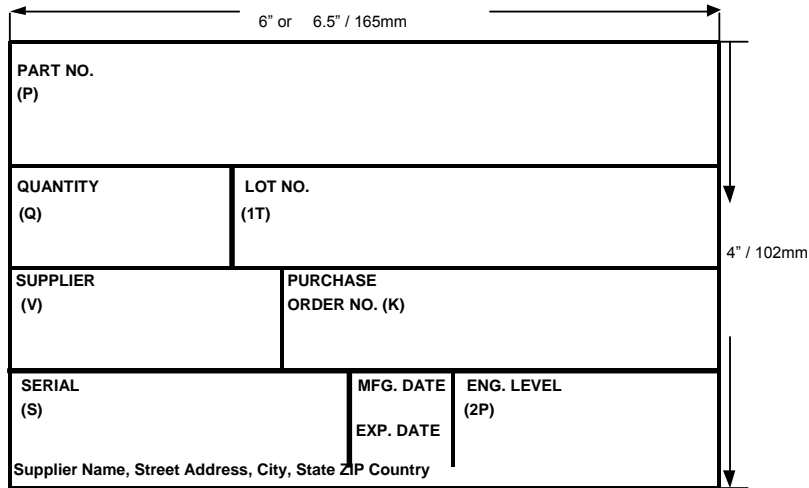 6” or 6.5” / 165mm
PART NO.
(P)
QUANTITY
(Q)
LOT NO.
(1T)
4” / 102mm
SUPPLIER
(V)
PURCHASE
ORDER NO. (K)
SERIAL
(S)
MFG. DATE
EXP. DATE
ENG. LEVEL
(2P)
Supplier Name, Street Address, City, State ZIP Country